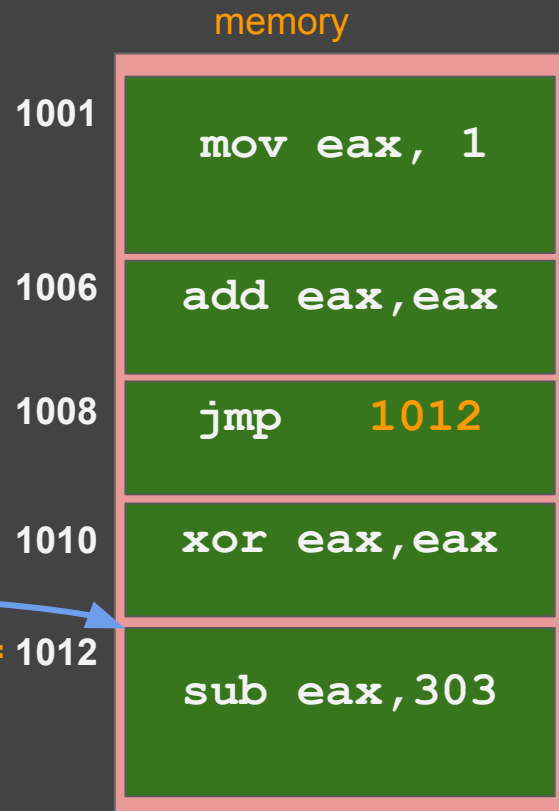 memory
1001 mov eax, 1
1006 add eax,eax
1008 jmp 1012
1010 xor eax,eax
= 1012 sub eax,303